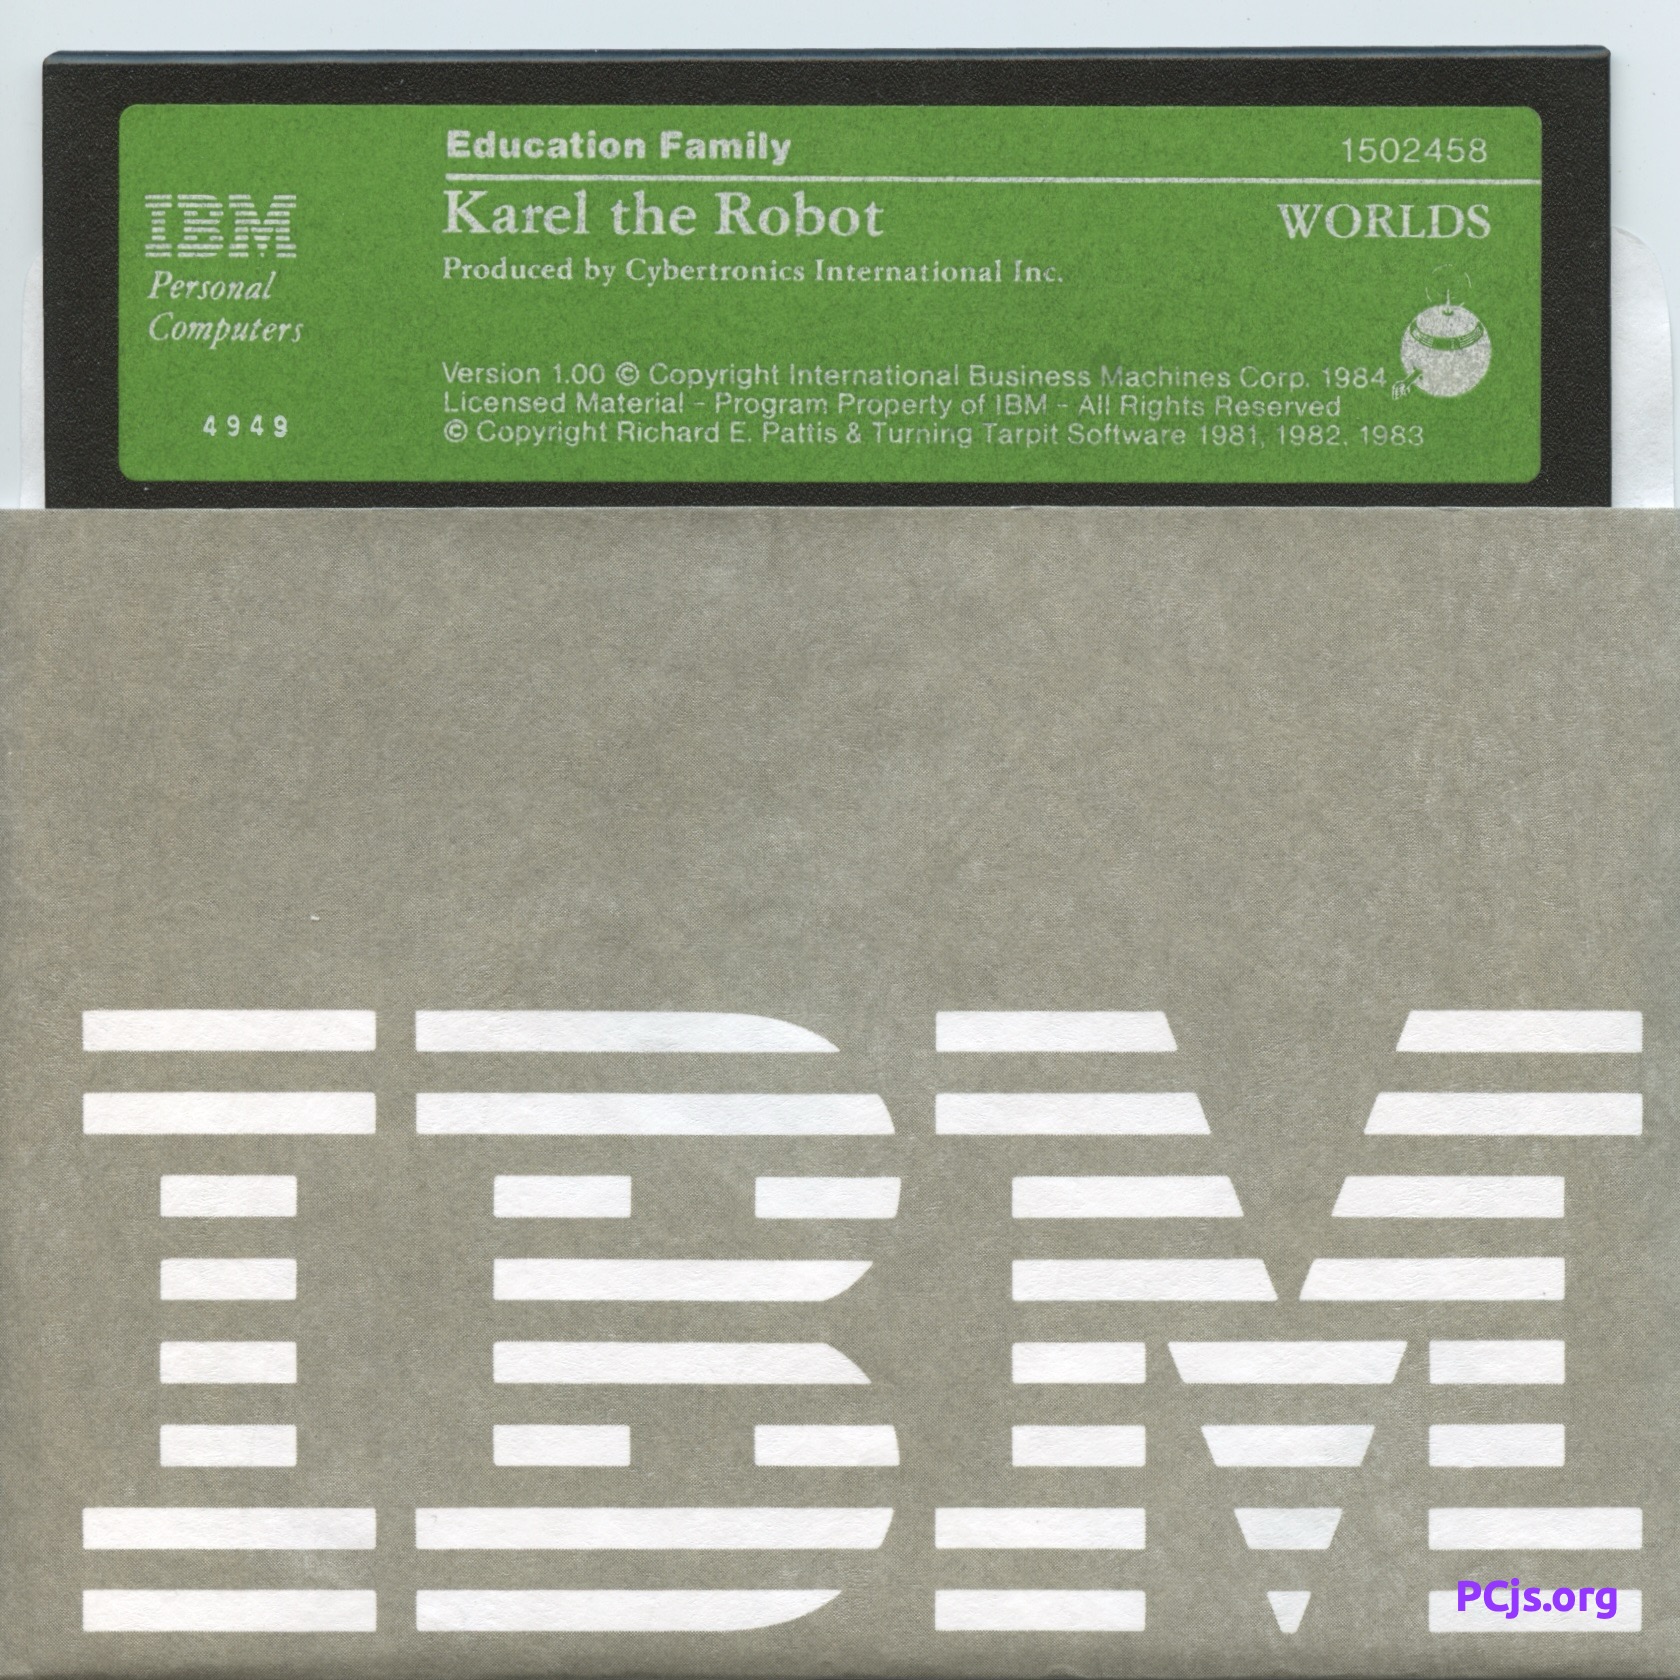 Education Family 1502458
IBM Karel the Robot WORLDS
Personal Produced by Cybertronics International Inc.
Computers
Version 1.00 © Copyright International Business Machines Corp. 1984
Licensed Material - Program Property of IBM - All Rights Reserved
4949 © Copyright Richard E. Pattis & Turning Tarpit Software 1981, 1982, 1983
IBM
PCjs.org